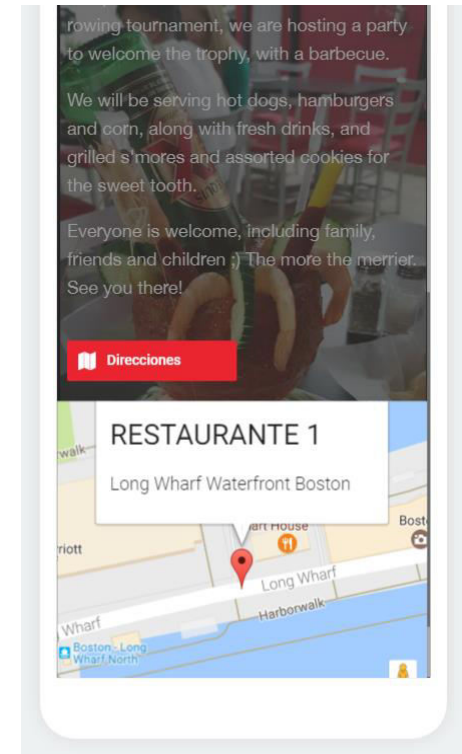 rowing tournament, we are hosting a party
to welcome the trophy, with a barbecue.
We will be serving hot dogs, hamburgers
and corn, along with fresh drinks, and
grilled s'mores and assorted cookies for
the sweet tooth.
Everyone is welcome, including family,
friends and children ;) The more the merrier.
See you there!
Direcciones
RESTAURANTE 1
Long Wharf Waterfront Boston
walk
art House
Bost
riott
Long Wharf
Harborwalk
Wharf
Boston - Long
Wharf North